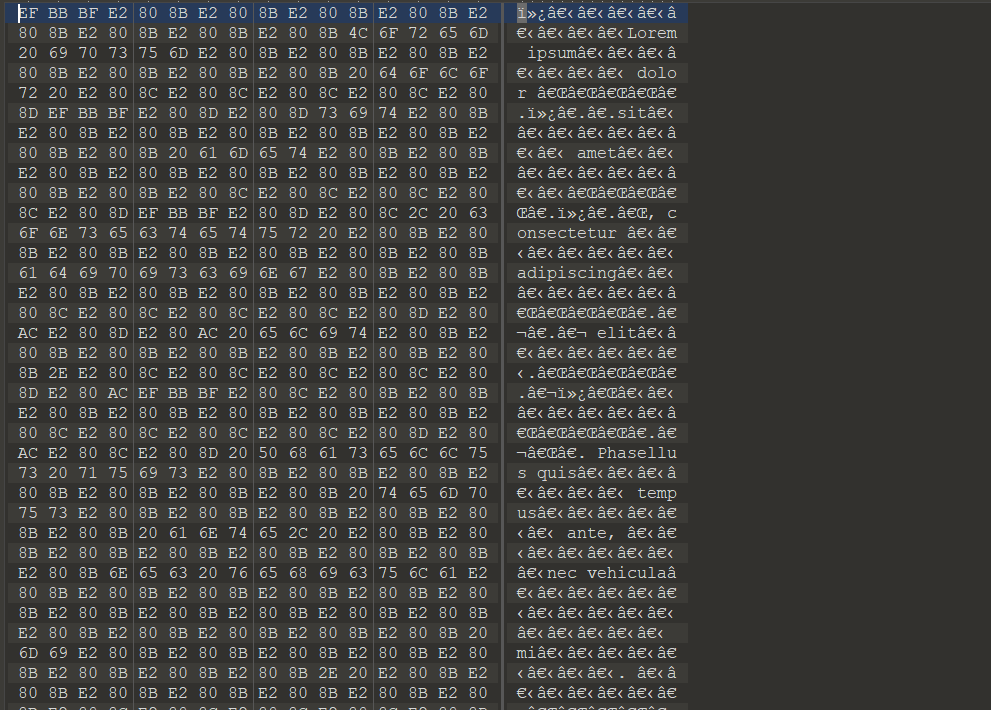 EF BB BF E2 80 8B E2 80 8B E2 80 8B E2 80 8B E2 ï»¿â€‹â€‹â€‹â€‹â
80 8B E2 80 8B E2 80 8B E2 80 8B 4C 6F 72 65 6D €‹â€‹â€‹â€‹Lorem
20 69 70 73 75 6D E2 80 8B E2 80 8B E2 80 8B E2  ipsumâ€‹â€‹â€‹â
80 8B E2 80 8B E2 80 8B E2 80 8B 20 64 6F 6C 6F €‹â€‹â€‹â€‹ dolo
72 20 E2 80 8C E2 80 8C E2 80 8C E2 80 8C E2 80 r â€Œâ€Œâ€Œâ€Œâ€
8D EF BB BF E2 80 8D E2 80 8D 73 69 74 E2 80 8B .ï»¿â€.â€.sitâ€‹
E2 80 8B E2 80 8B E2 80 8B E2 80 8B E2 80 8B E2 â€‹â€‹â€‹â€‹â€‹â
80 8B E2 80 8B 20 61 6D 65 74 E2 80 8B E2 80 8B €‹â€‹ ametâ€‹â€‹
E2 80 8B E2 80 8B E2 80 8B E2 80 8B E2 80 8B E2 â€‹â€‹â€‹â€‹â€‹â
80 8B E2 80 8B E2 80 8C E2 80 8C E2 80 8C E2 80 €‹â€‹â€Œâ€Œâ€Œâ€
8C E2 80 8D EF BB BF E2 80 8D E2 80 8C 2C 20 63 Œâ€.ï»¿â€.â€Œ, c
6F 6E 73 65 63 74 65 74 75 72 20 E2 80 8B E2 80 onsectetur â€‹â€
8B E2 80 8B E2 80 8B E2 80 8B E2 80 8B E2 80 8B ‹â€‹â€‹â€‹â€‹â€‹
61 64 69 70 69 73 63 69 6E 67 E2 80 8B E2 80 8B adipiscingâ€‹â€‹
E2 80 8B E2 80 8B E2 80 8B E2 80 8B E2 80 8B E2 â€‹â€‹â€‹â€‹â€‹â
80 8C E2 80 8C E2 80 8C E2 80 8C E2 80 8D E2 80 €Œâ€Œâ€Œâ€Œâ€.â€
AC E2 80 8D E2 80 AC 20 65 6C 69 74 E2 80 8B E2 ¬â€.â€¬ elitâ€‹â
80 8B E2 80 8B E2 80 8B E2 80 8B E2 80 8B E2 80 €‹â€‹â€‹â€‹â€‹â€
8B 2E E2 80 8C E2 80 8C E2 80 8C E2 80 8C E2 80 ‹.â€Œâ€Œâ€Œâ€Œâ€
8D E2 80 AC EF BB BF E2 80 8C E2 80 8B E2 80 8B .â€¬ï»¿â€Œâ€‹â€‹
E2 80 8B E2 80 8B E2 80 8B E2 80 8B E2 80 8B E2 â€‹â€‹â€‹â€‹â€‹â
80 8C E2 80 8C E2 80 8C E2 80 8C E2 80 8D E2 80 €Œâ€Œâ€Œâ€Œâ€.â€
AC E2 80 8C E2 80 8D 20 50 68 61 73 65 6C 6C 75 ¬â€Œâ€. Phasellu
73 20 71 75 69 73 E2 80 8B E2 80 8B E2 80 8B E2 s quisâ€‹â€‹â€‹â
80 8B E2 80 8B E2 80 8B E2 80 8B 20 74 65 6D 70 €‹â€‹â€‹â€‹ temp
75 73 E2 80 8B E2 80 8B E2 80 8B E2 80 8B E2 80 usâ€‹â€‹â€‹â€‹â€
8B E2 80 8B 20 61 6E 74 65 2C 20 E2 80 8B E2 80 ‹â€‹ ante, â€‹â€
8B E2 80 8B E2 80 8B E2 80 8B E2 80 8B E2 80 8B ‹â€‹â€‹â€‹â€‹â€‹
E2 80 8B 6E 65 63 20 76 65 68 69 63 75 6C 61 E2 â€‹nec vehiculaâ
80 8B E2 80 8B E2 80 8B E2 80 8B E2 80 8B E2 80 €‹â€‹â€‹â€‹â€‹â€
8B E2 80 8B E2 80 8B E2 80 8B E2 80 8B E2 80 8B ‹â€‹â€‹â€‹â€‹â€‹
E2 80 8B E2 80 8B E2 80 8B E2 80 8B E2 80 8B 20 â€‹â€‹â€‹â€‹â€‹
6D 69 E2 80 8B E2 80 8B E2 80 8B E2 80 8B E2 80 miâ€‹â€‹â€‹â€‹â€
8B E2 80 8B E2 80 8B E2 80 8B 2E 20 E2 80 8B E2 ‹â€‹â€‹â€‹. â€‹â
80 8B E2 80 8B E2 80 8B E2 80 8B E2 80 8B E2 80 €‹â€‹â€‹â€‹â€‹â€